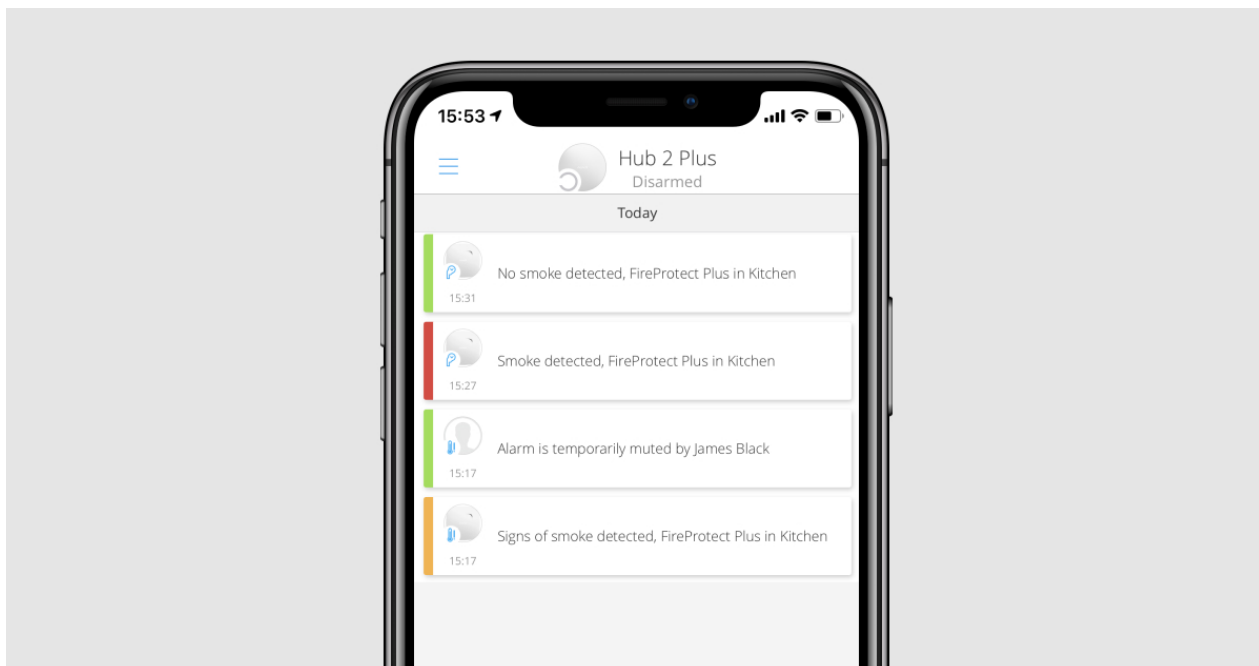 15:53
Hub 2 Plus
Disarmed
Today
No smoke detected, FireProtect Plus in Kitchen
15:31
Smoke detected, FireProtect Plus in Kitchen
15:27
Alarm is temporarily muted by James Black
15:17
Signs of smoke detected, FireProtect Plus in Kitchen
15:17